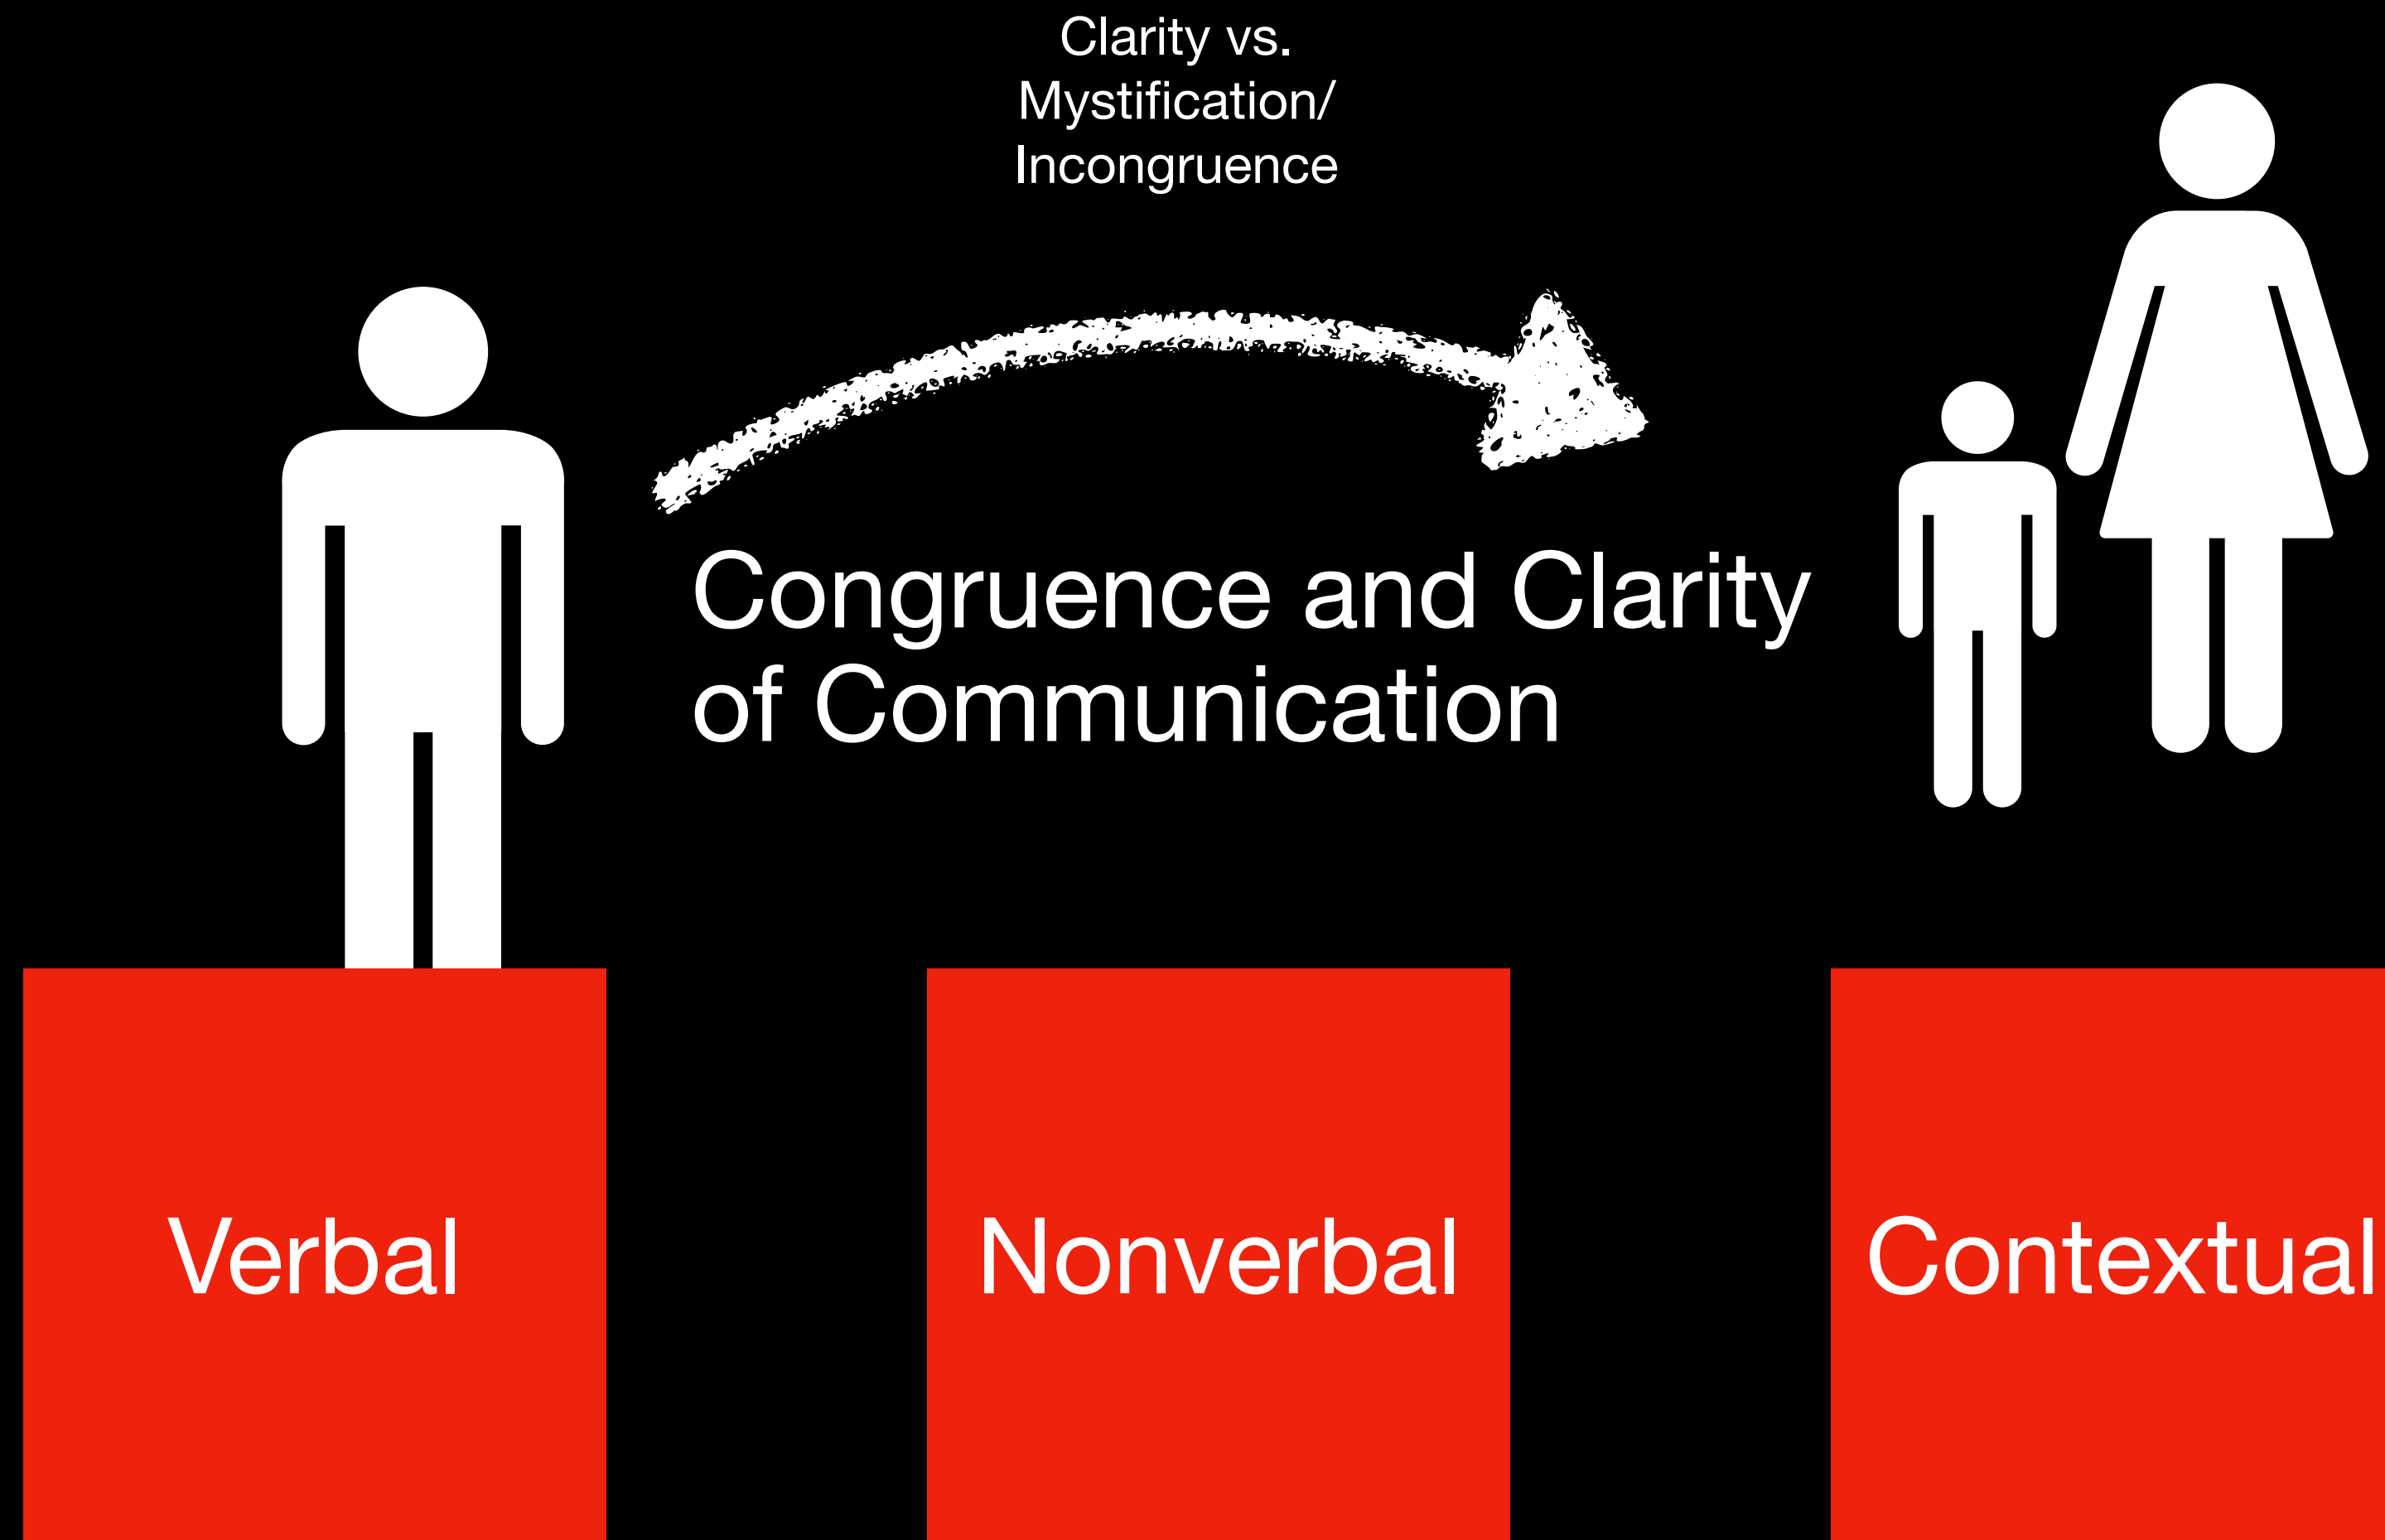 Clarity vs.
Mystification/
Incongruence
Congruence and Clarity
of Communication
Verbal
Nonverbal
Contextual